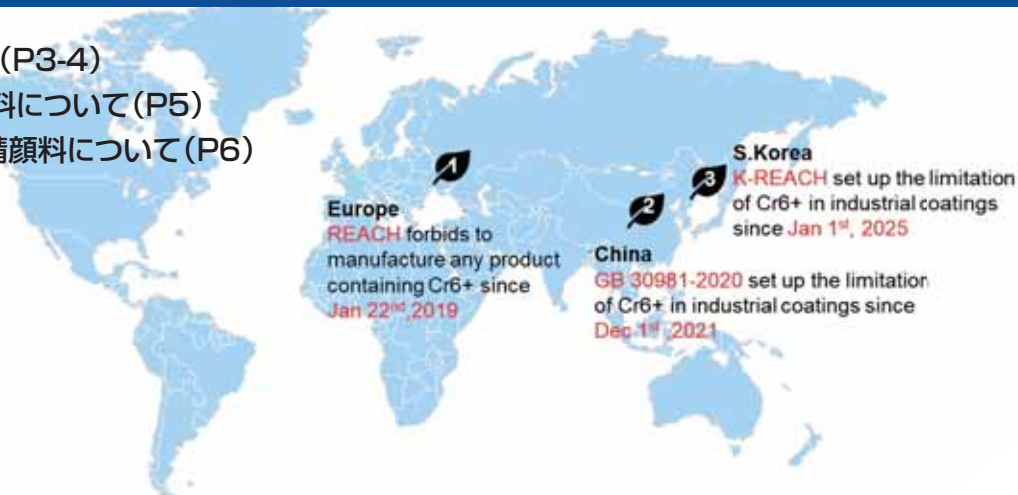 (P3-4)
料について(P5)
顔料について(P6)
1
Europe
REACH forbids to
manufacture any product
containing Cr6+ since
Jan 22nd,2019
2
China
GB 30981-2020 set up the limitation
of Cr6+ in industrial coatings since
Dec 1st ,2021
3
S.Korea
K-REACH set up the limitation
of Cr6+ in industrial coatings
since Jan 1st, 2025